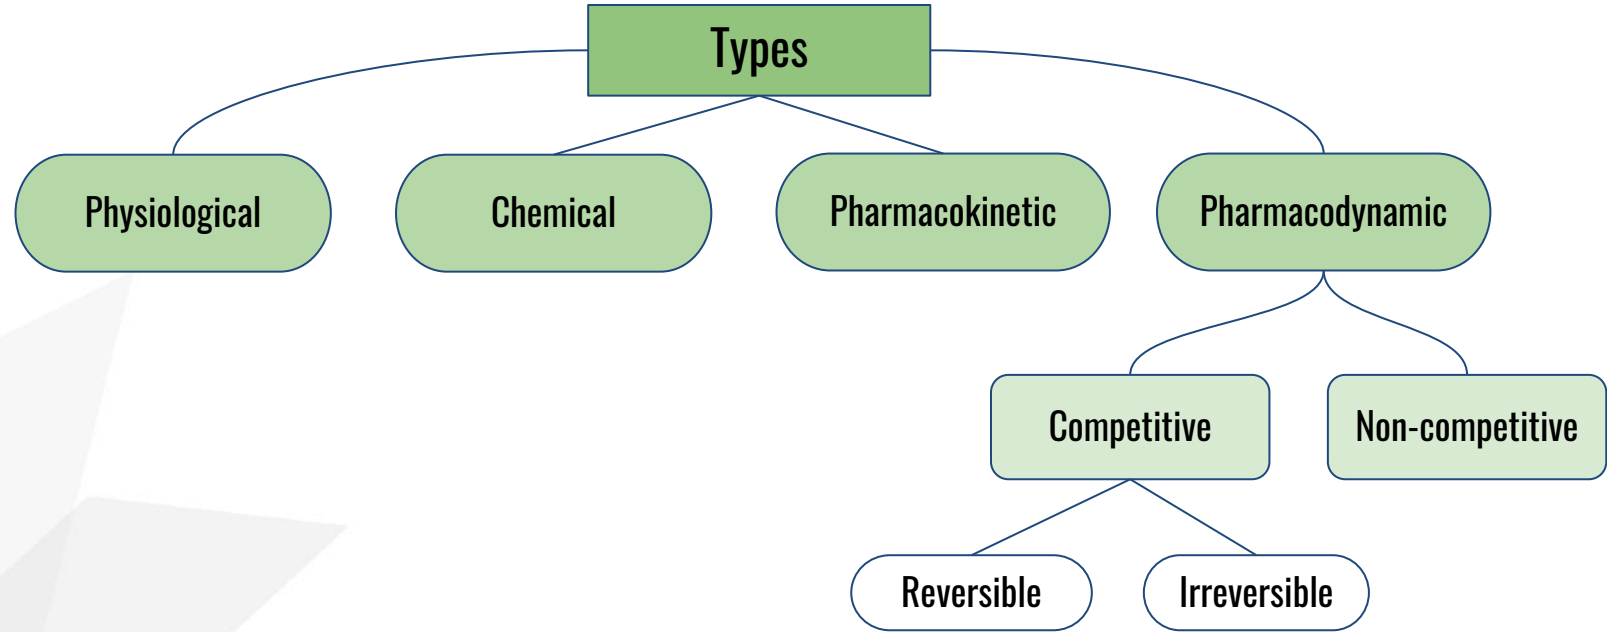 Types
Physiological
Chemical
Pharmacokinetic
Pharmacodynamic
Competitive
Non-competitive
Reversible
Irreversible